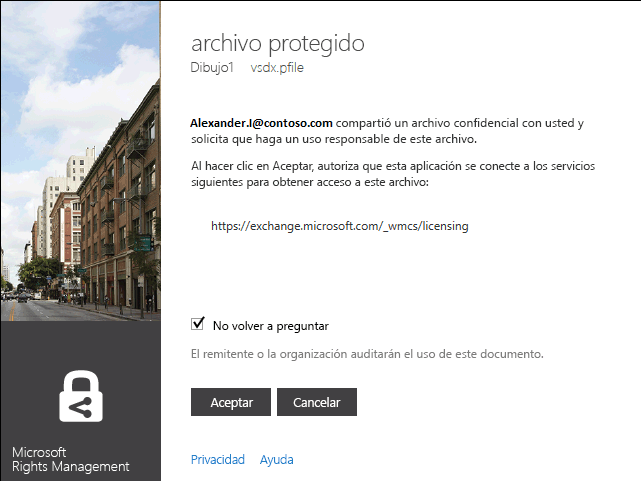 archivo protegido
Dibujo1 vsdx.pfile
Alexander.I@contoso.com compartió un archivo confidencial con usted y
solicita que haga un uso responsable de este archivo.
Al hacer clic en Aceptar, autoriza que esta aplicación se conecte a los servicios
siguientes para obtener acceso a este archivo:
https://exchange.microsoft.com/_wmcs/licensing
No volver a preguntar
El remitente o la organización auditarán el uso de este documento.
Aceptar Cancelar
Microsoft
Rights Management
Privacidad Ayuda